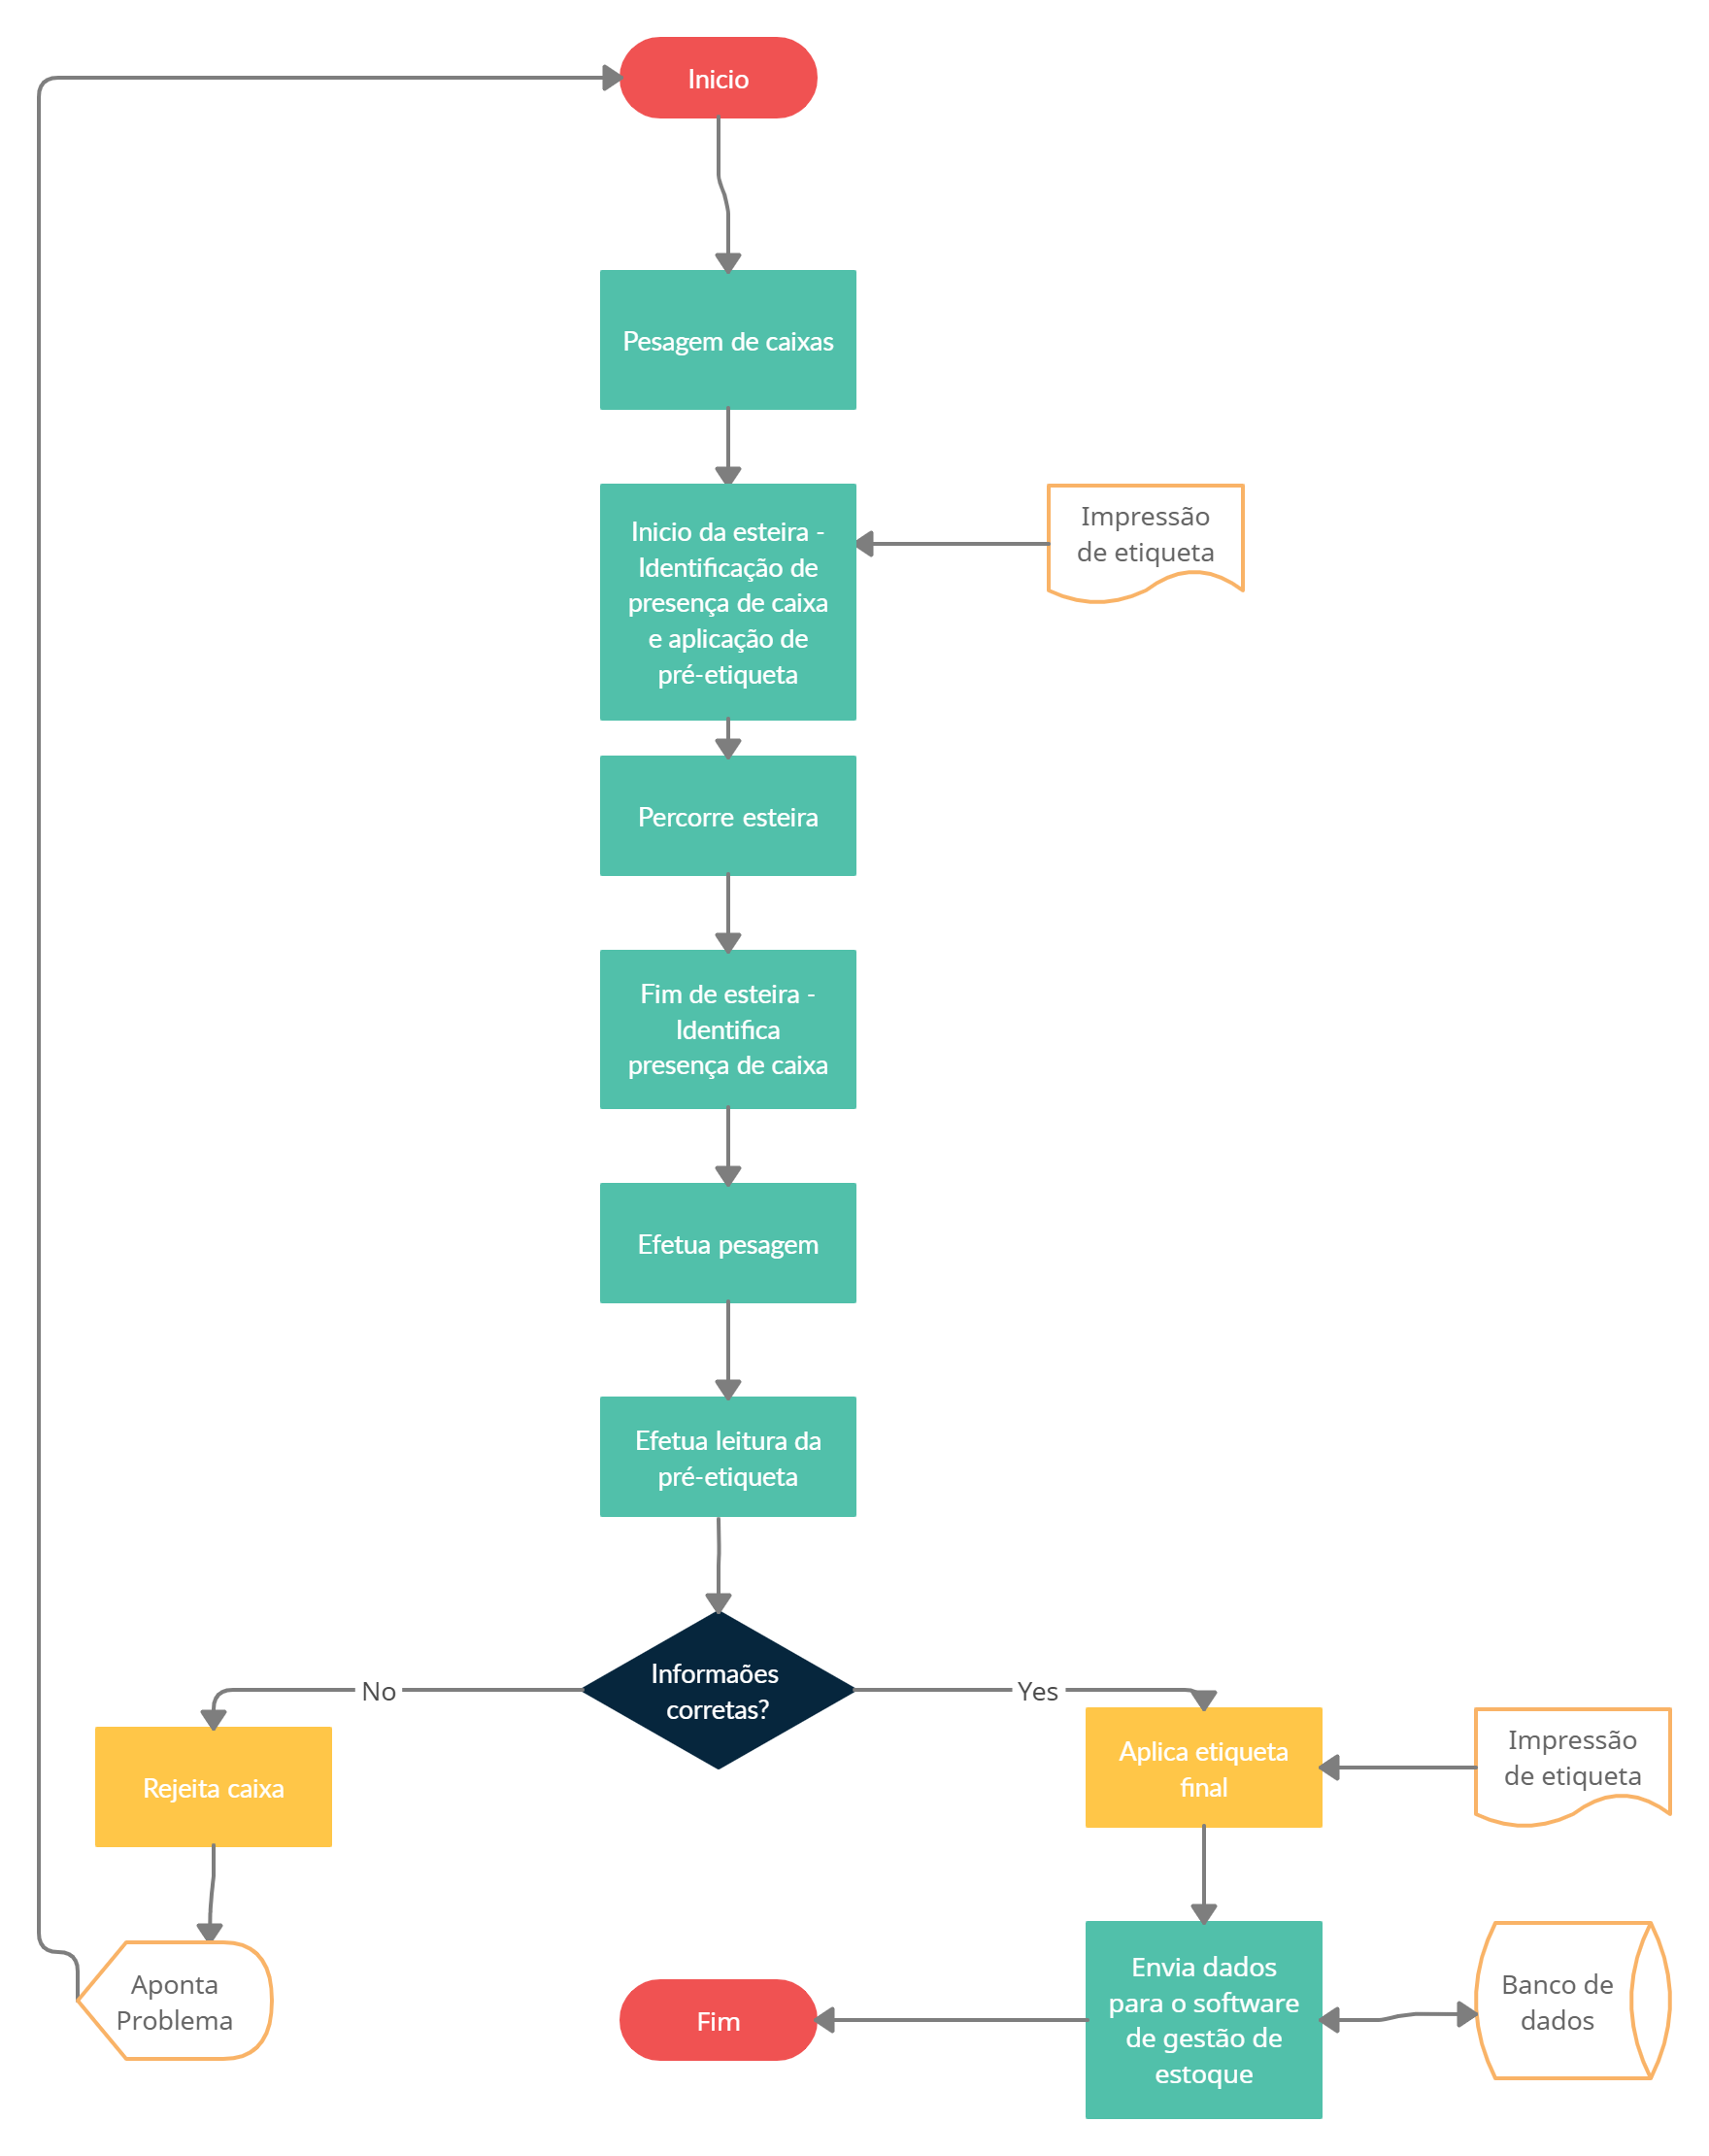 Inicio
Pesagem de caixas
Inicio da esteira -
Identificação de
presença de caixa
e aplicação de
pré-etiqueta
Impressão
de etiqueta
Percorre esteira
Fim de esteira -
Identifica
presença de caixa
Efetua pesagem
Efetua leitura da
pré-etiqueta
Informaões
corretas?
No
Yes
Rejeita caixa
Aplica etiqueta
final
Impressão
de etiqueta
Aponta
Problema
Fim
Envia dados
para o software
de gestão de
estoque
Banco de
dados